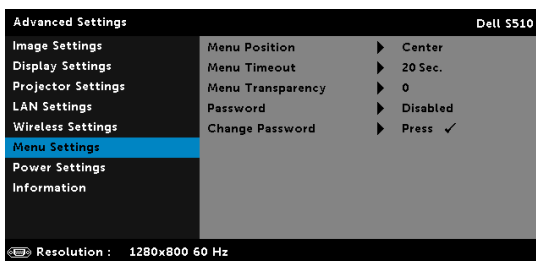 Advanced Settings Dell S510
Image Settings
Display Settings
Projector Settings
LAN Settings
Wireless Settings
Menu Settings
Power Settings
Information
Menu Position Center
Menu Timeout 20 Sec.
Menu Transparency 0
Password Disabled
Change Password Press ✓
Resolution : 1280x800 60 Hz